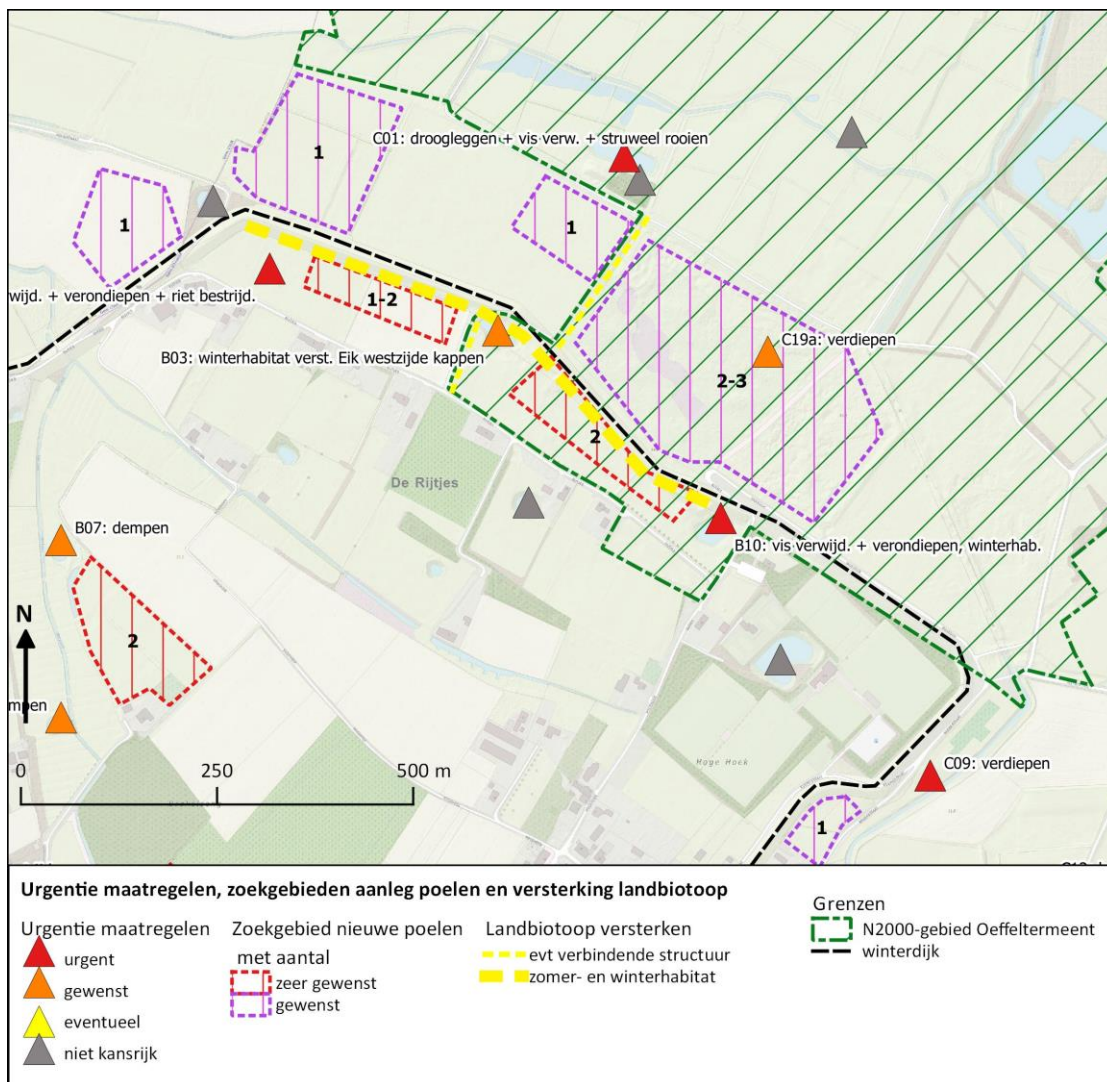 1
C01: droogleggen + vis verw. + struweel rooien
1
1
wijd. + verondiepen + riet bestrijd.
1-2
B03: winterhabitat verst. Eik westzijde kappen
C19a: verdiepen
2-3
2
De Rijtjes
B07: dempen
B10: vis verwijd. + verondiepen, winterhab.
N
2
mpen
Hage Hoek
0 250 500 m
C09: verdiepen
1
Urgentie maatregelen, zoekgebieden aanleg poelen en versterking landbiotoop
Urgentie maatregelen
urgent
gewenst
eventueel
niet kansrijk
Zoekgebied nieuwe poelen
met aantal
zeer gewenst
gewenst
Landbiotoop versterken
evt verbindende structuur
zomer- en winterhabitat
Grenzen
N2000-gebied Oeffeltermeent
winterdijk